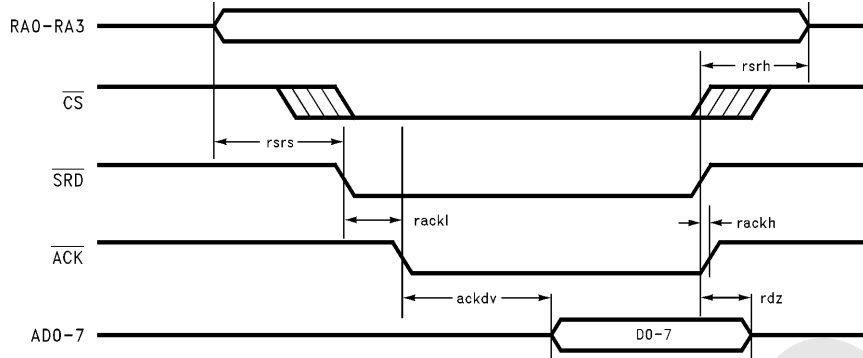 RA0-RA3
rsrh
CS
rsrs
SRD
rackl
rackh
ACK
ackdv
rdz
AD0-7
D0-7